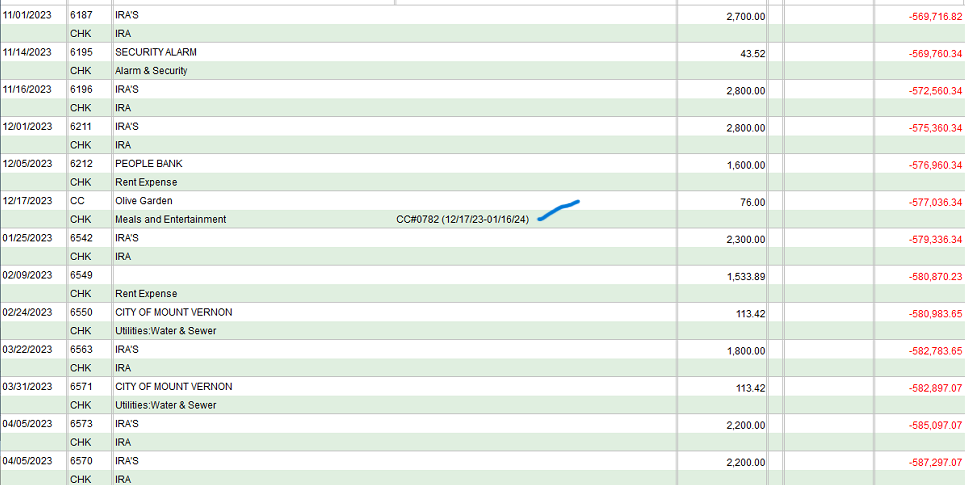 11/01/2023 6187 IRA'S 2,700.00 -569,716.82
CHK IRA
11/14/2023 6195 SECURITY ALARM 43.52 -569,760.34
CHK Alarm & Security
11/16/2023 6196 IRA'S 2,800.00 -572,560.34
CHK IRA
12/01/2023 6211 IRA'S 2,800.00 -575,360.34
CHK IRA
12/05/2023 6212 PEOPLE BANK 1,600.00 -576,960.34
CHK Rent Expense
12/17/2023 CC Olive Garden 76.00 -577,036.34
CHK Meals and Entertainment CC#0782 (12/17/23-01/16/24)
01/25/2023 6542 IRA'S 2,300.00 -579,336.34
CHK IRA
02/09/2023 6549 1,533.89 -580,870.23
CHK Rent Expense
02/24/2023 6550 CITY OF MOUNT VERNON 113.42 -580,983.65
CHK Utilities:Water & Sewer
03/22/2023 6563 IRA'S 1,800.00 -582,783.65
CHK IRA
03/31/2023 6571 CITY OF MOUNT VERNON 113.42 -582,897.07
CHK Utilities:Water & Sewer
04/05/2023 6573 IRA'S 2,200.00 -585,097.07
CHK IRA
04/05/2023 6570 IRA'S 2,200.00 -587,297.07
CHK IRA